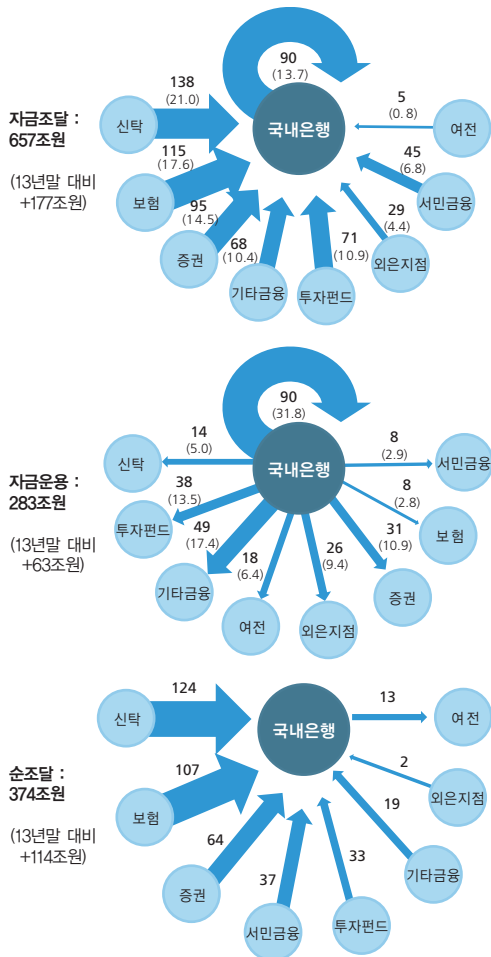 90
(13.7)
138
(21.0)
5
(0.8)
자금조달 :
657조원
신탁
국내은행
여전
115
(17.6)
45
(6.8)
(13년말 대비
+177조원)
보험
95
(14.5)
서민금융
29
(4.4)
증권
68
(10.4)
71
(10.9)
외은지점
기타금융
투자펀드
90
(31.8)
14
(5.0)
8
(2.9)
신탁
국내은행
서민금융
자금운용 :
283조원
38
(13.5)
8
(2.8)
(13년말 대비
+63조원)
투자펀드
49
(17.4)
31
(10.9)
보험
18
(6.4)
26
(9.4)
기타금융
증권
여전
외은지점
124
13
신탁
국내은행
여전
순조달 :
374조원
107
2
보험
외은지점
(13년말 대비
+114조원)
64
19
37
33
기타금융
증권
서민금융
투자펀드